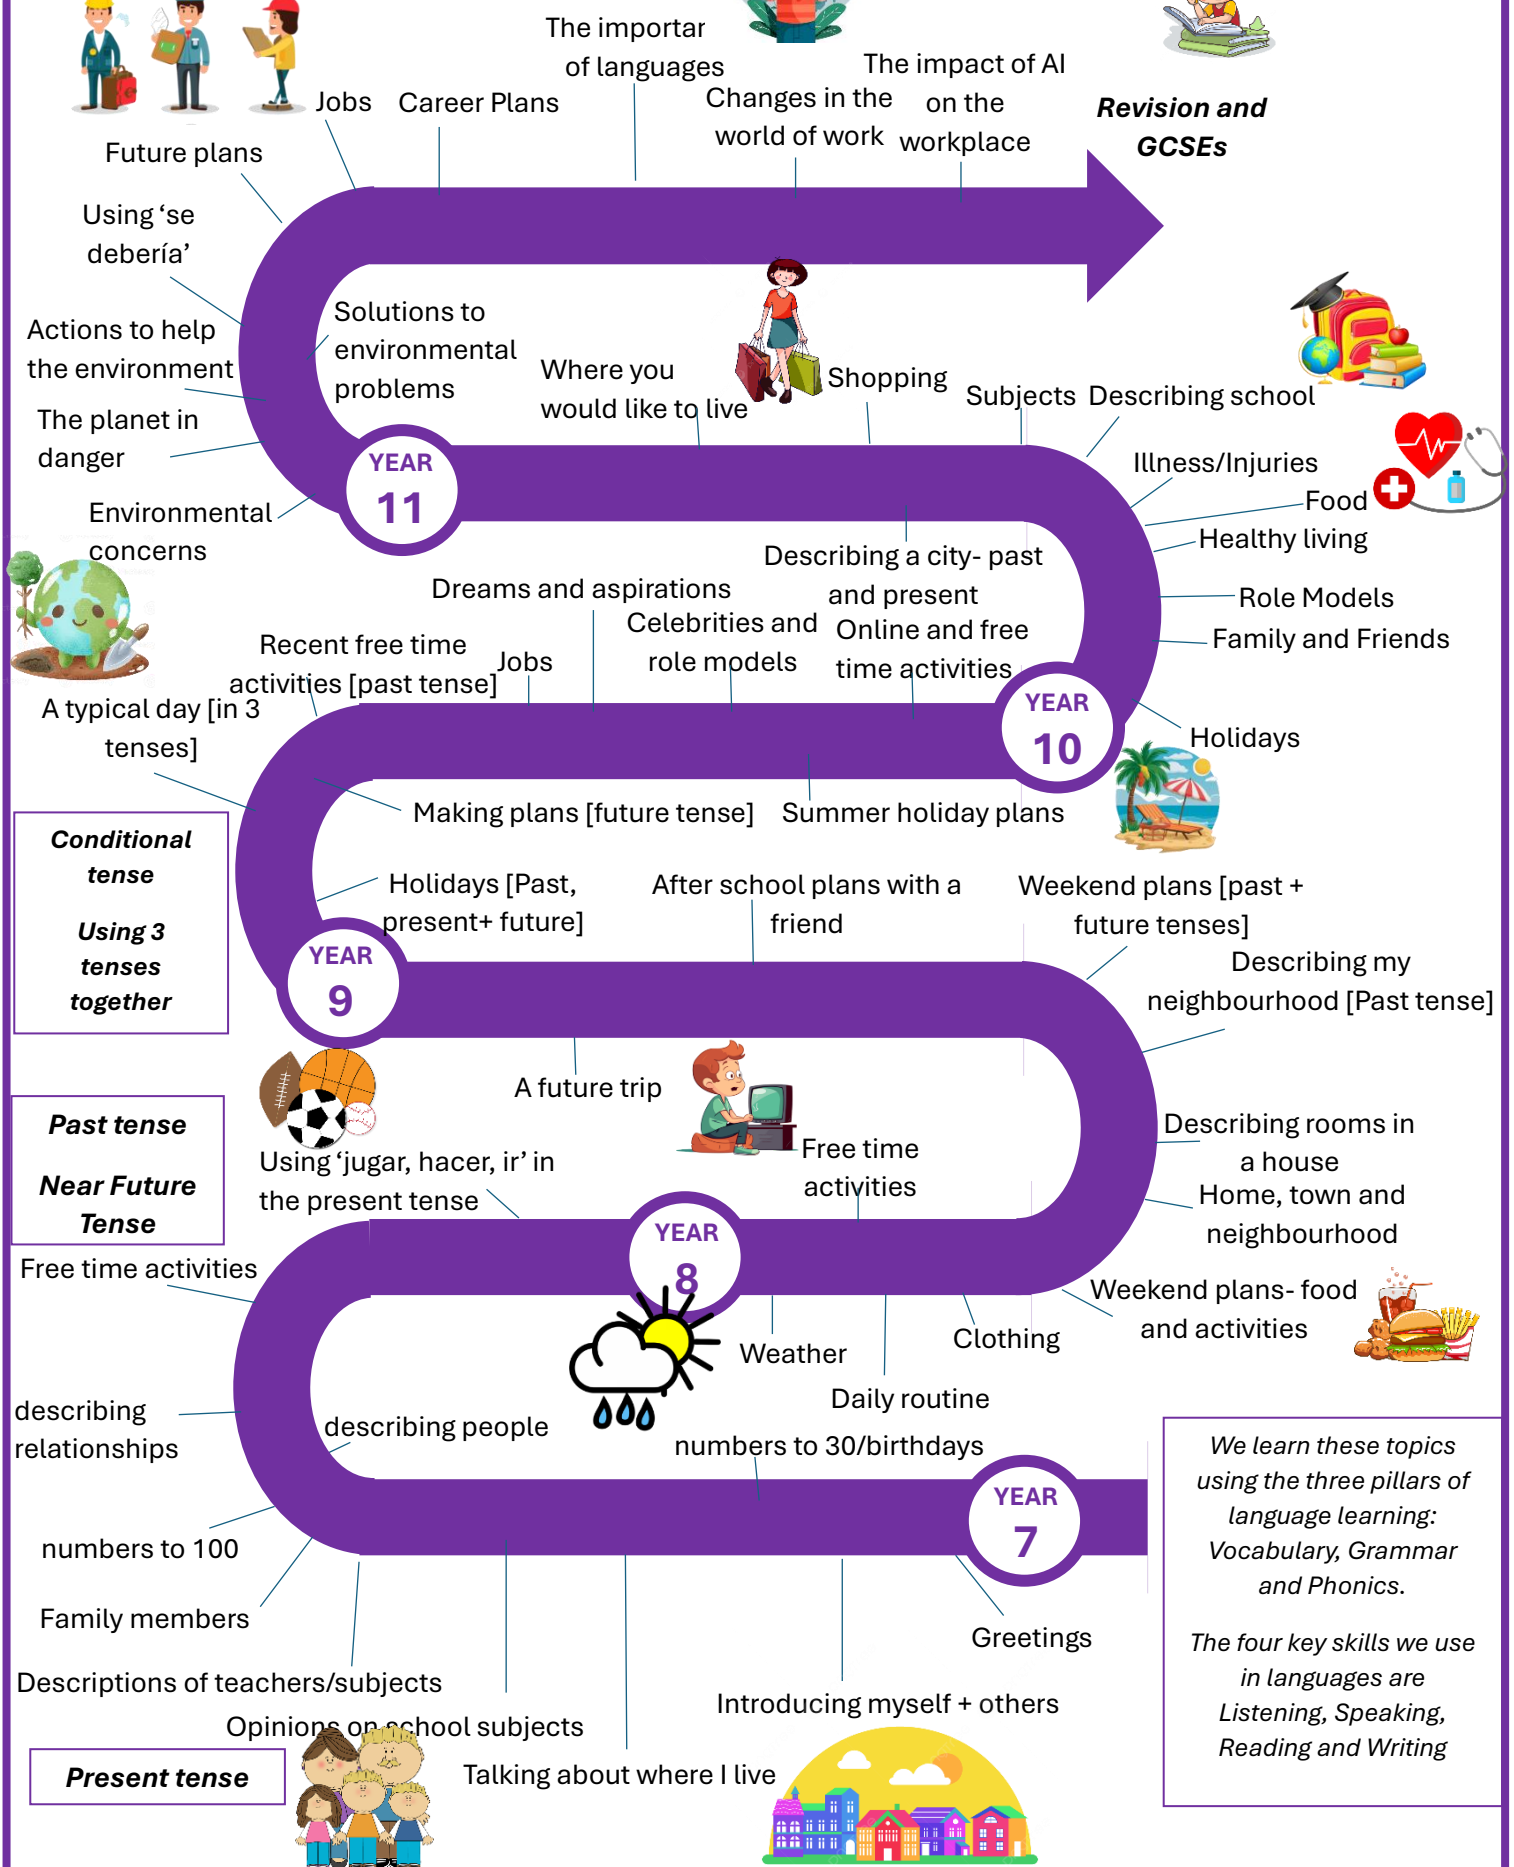 The importar
of languages
The impact of AI
on the
workplace
Changes in the
world of work
Revision and
GCSEs
Jobs
Career Plans
Future plans
Using ‘se
debería’
Actions to help
the environment
The planet in
danger
Environmental
concerns
Solutions to
environmental
problems
Where you
would like to live
Shopping
Subjects
Describing school
Illness/Injuries
Food
Healthy living
Role Models
Family and Friends
Holidays
YEAR
11
Describing a city- past
and present
Dreams and aspirations
Celebrities and
role models
Online and free
time activities
Recent free time
activities [past tense]
Jobs
A typical day [in 3
tenses]
YEAR
10
Making plans [future tense]
Summer holiday plans
Conditional
tense
Using 3
tenses
together
Holidays [Past,
present+ future]
After school plans with a
friend
Weekend plans [past +
future tenses]
Describing my
neighbourhood [Past tense]
YEAR
9
A future trip
Past tense
Near Future
Tense
Using ‘jugar, hacer, ir’ in
the present tense
Free time
activities
Describing rooms in
a house
Home, town and
neighbourhood
YEAR
8
Free time activities
Weekend plans- food
and activities
Weather
Clothing
Daily routine
describing
relationships
describing people
numbers to 30/birthdays
YEAR
7
numbers to 100
Family members
Greetings
Descriptions of teachers/subjects
Introducing myself + others
Opinions on school subjects
Talking about where I live
Present tense
We learn these topics
using the three pillars of
language learning:
Vocabulary, Grammar
and Phonics.
The four key skills we use
in languages are
Listening, Speaking,
Reading and Writing